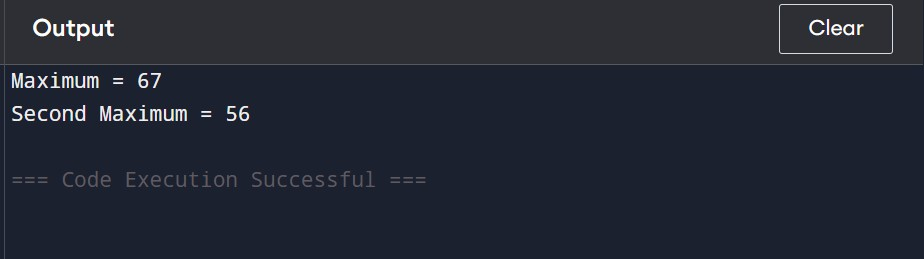 Output
Clear
Maximum = 67
Second Maximum = 56
=== Code Execution Successful ===